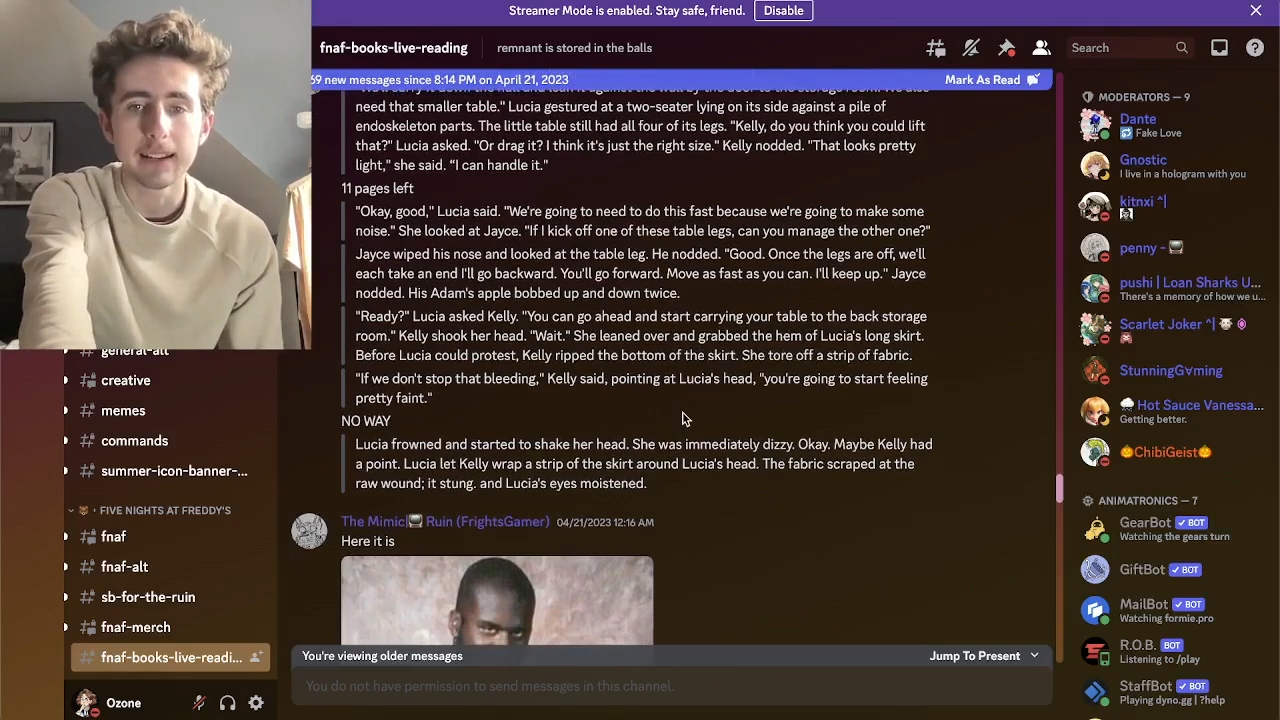 Streamer Mode is enabled. Stay safe, friend.
Disable
fnaf-books-live-reading
remnant is stored in the balls
Search
69 new messages since 8:14 PM on April 21, 2023
Mark As Read
need that smaller table." Lucia gestured at a two-seater lying on its side against a pile of
endoskeleton parts. The little table still had all four of its legs. "Kelly, do you think you could lift
that?" Lucia asked. "Or drag it? I think it's just the right size." Kelly nodded. "That looks pretty
light," she said. "I can handle it."
11 pages left
"Okay, good," Lucia said. "We're going to need to do this fast because we're going to make some
noise." She looked at Jayce. "If I kick off one of these table legs, can you manage the other one?"
Jayce wiped his nose and looked at the table leg. He nodded. "Good. Once the legs are off, we'll
each take an end I'll go backward. You'll go forward. Move as fast as you can. I'll keep up." Jayce
nodded. His Adam's apple bobbed up and down twice.
"Ready?" Lucia asked Kelly. "You can go ahead and start carrying your table to the back storage
room." Kelly shook her head. "Wait." She leaned over and grabbed the hem of Lucia's long skirt.
Before Lucia could protest, Kelly ripped the bottom of the skirt. She tore off a strip of fabric.
"If we don't stop that bleeding," Kelly said, pointing at Lucia's head, "you're going to start feeling
pretty faint."
NO WAY
Lucia frowned and started to shake her head. She was immediately dizzy. Okay. Maybe Kelly had
a point. Lucia let Kelly wrap a strip of the skirt around Lucia's head. The fabric scraped at the
raw wound; it stung. and Lucia's eyes moistened.
The Mimic| Ruin (FrightsGamer) 04/21/2023 12:16 AM
Here it is
You're viewing older messages
Jump To Present
You do not have permission to send messages in this channel.
general-alt
creative
memes
commands
summer-icon-banner-...
FIVE NIGHTS AT FREDDY'S
fnaf
fnaf-alt
sb-for-the-ruin
fnaf-merch
fnaf-books-live-readi...
Ozone
MODERATORS — 9
Dante
Fake Love
Gnostic
I live in a hologram with you
kitnxi ^|
penny -
pushi | Loan Sharks U...
There's a memory of how we u...
Scarlet Joker ^|
StunningG∀ming
Hot Sauce Vanessa...
Getting better.
ChibiGeist
ANIMATRONICS — 7
GearBot ✓ BOT
Watching the gears turn
GiftBot ✓ BOT
MailBot ✓ BOT
Watching formie.pro
R.O.B. ✓ BOT
Listening to /play
StaffBot ✓ BOT
Playing dyno.gg | ?help